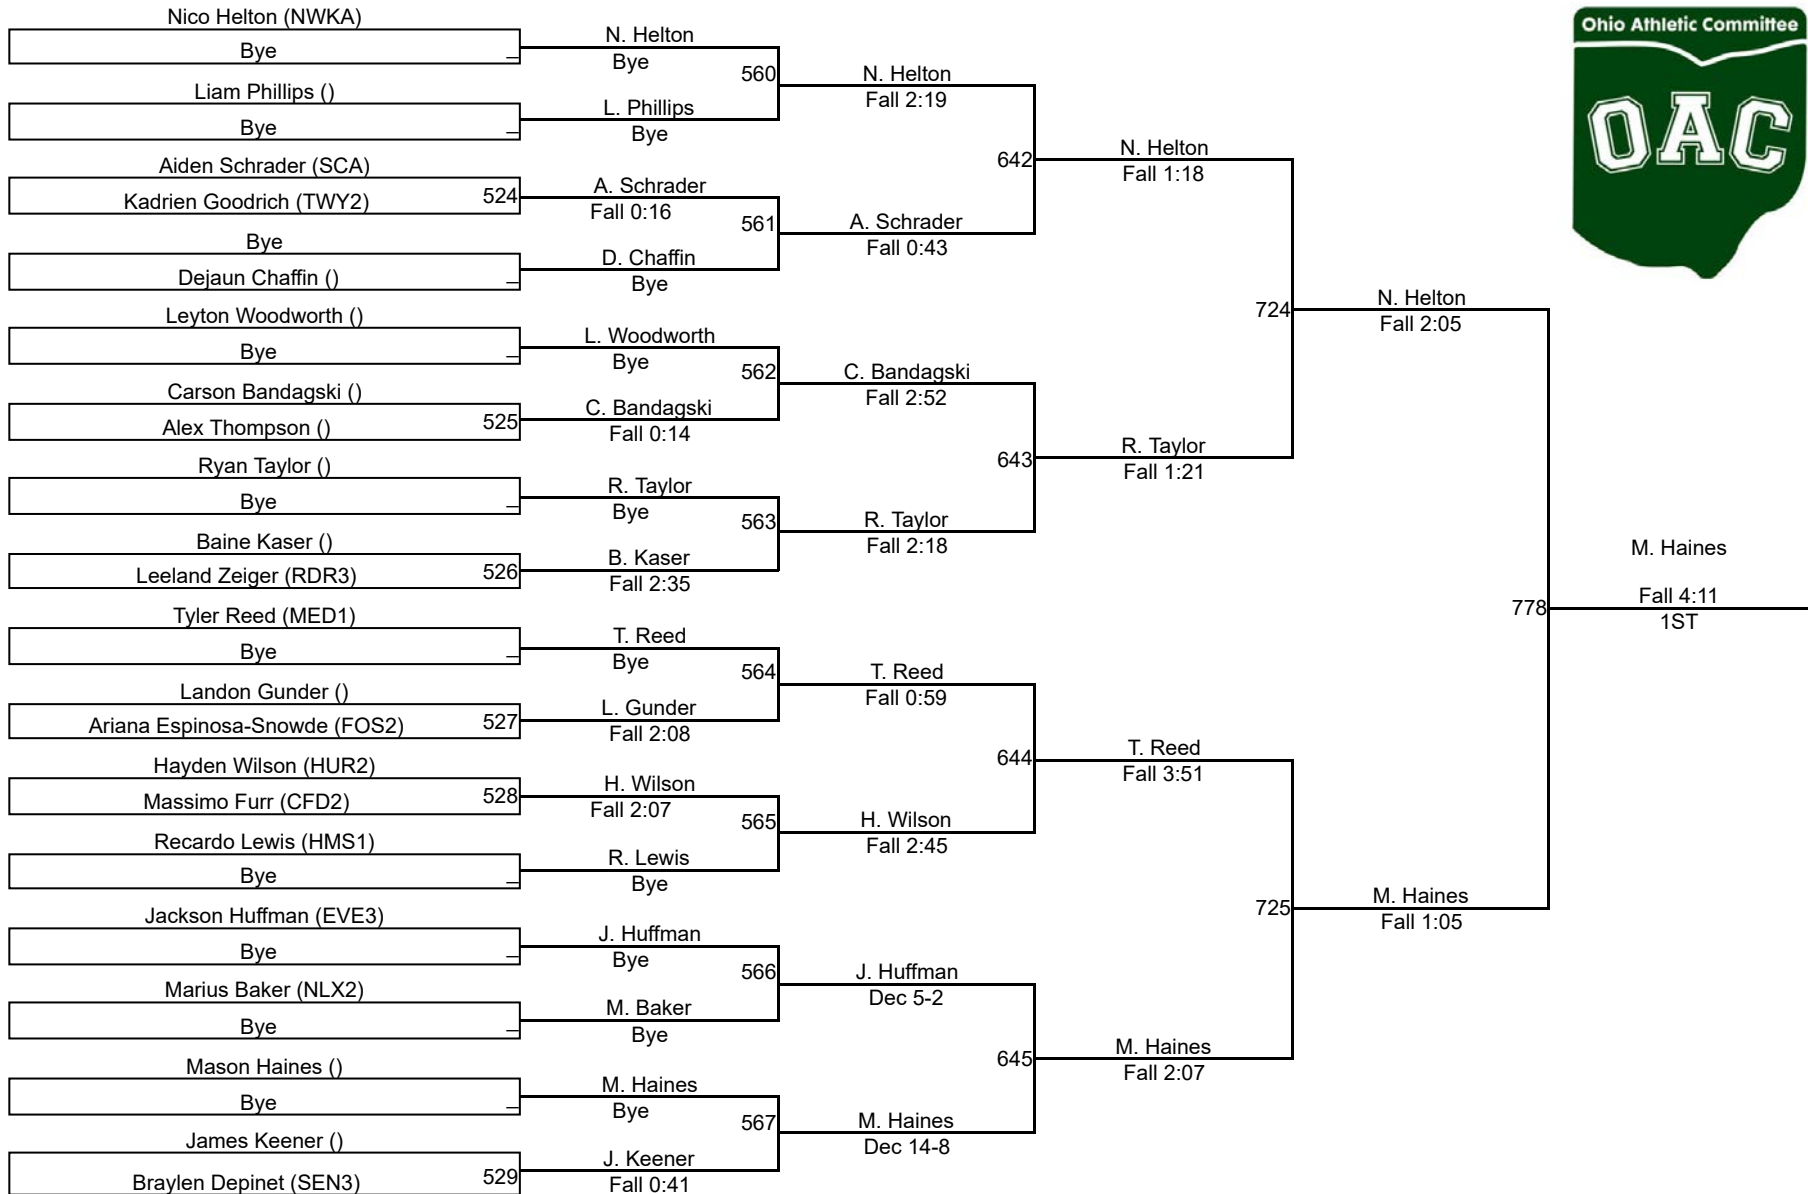 Nico Helton (NWKA)
Bye
_
Liam Phillips ()
Bye
_
Aiden Schrader (SCA)
Kadrien Goodrich (TWY2)
524
Bye
Dejaun Chaffin ()
_
Leyton Woodworth ()
Bye
_
Carson Bandagski ()
Alex Thompson ()
525
Ryan Taylor ()
Bye
_
Baine Kaser ()
Leeland Zeiger (RDR3)
526
Tyler Reed (MED1)
Bye
_
Landon Gunder ()
Ariana Espinosa-Snowde (FOS2)
527
Hayden Wilson (HUR2)
Massimo Furr (CFD2)
528
Recardo Lewis (HMS1)
Bye
_
Jackson Huffman (EVE3)
Bye
_
Marius Baker (NLX2)
Bye
_
Mason Haines ()
Bye
_
James Keener ()
Braylen Depinet (SEN3)
529
N. Helton
Bye
560
L. Phillips
Bye
A. Schrader
Fall 0:16
561
D. Chaffin
Bye
L. Woodworth
Bye
562
C. Bandagski
Fall 0:14
R. Taylor
Bye
563
B. Kaser
Fall 2:35
T. Reed
Bye
564
L. Gunder
Fall 2:08
H. Wilson
Fall 2:07
565
R. Lewis
Bye
J. Huffman
Bye
566
M. Baker
Bye
M. Haines
Bye
567
J. Keener
Fall 0:41
N. Helton
Fall 2:19
642
A. Schrader
Fall 0:43
C. Bandagski
Fall 2:52
643
R. Taylor
Fall 2:18
T. Reed
Fall 0:59
644
H. Wilson
Fall 2:45
J. Huffman
Dec 5-2
645
M. Haines
Dec 14-8
N. Helton
Fall 1:18
724
R. Taylor
Fall 1:21
T. Reed
Fall 3:51
725
M. Haines
Fall 2:07
N. Helton
Fall 2:05
778
M. Haines
Fall 1:05
M. Haines
Fall 4:11
1ST
Ohio Athletic Committee
OAC